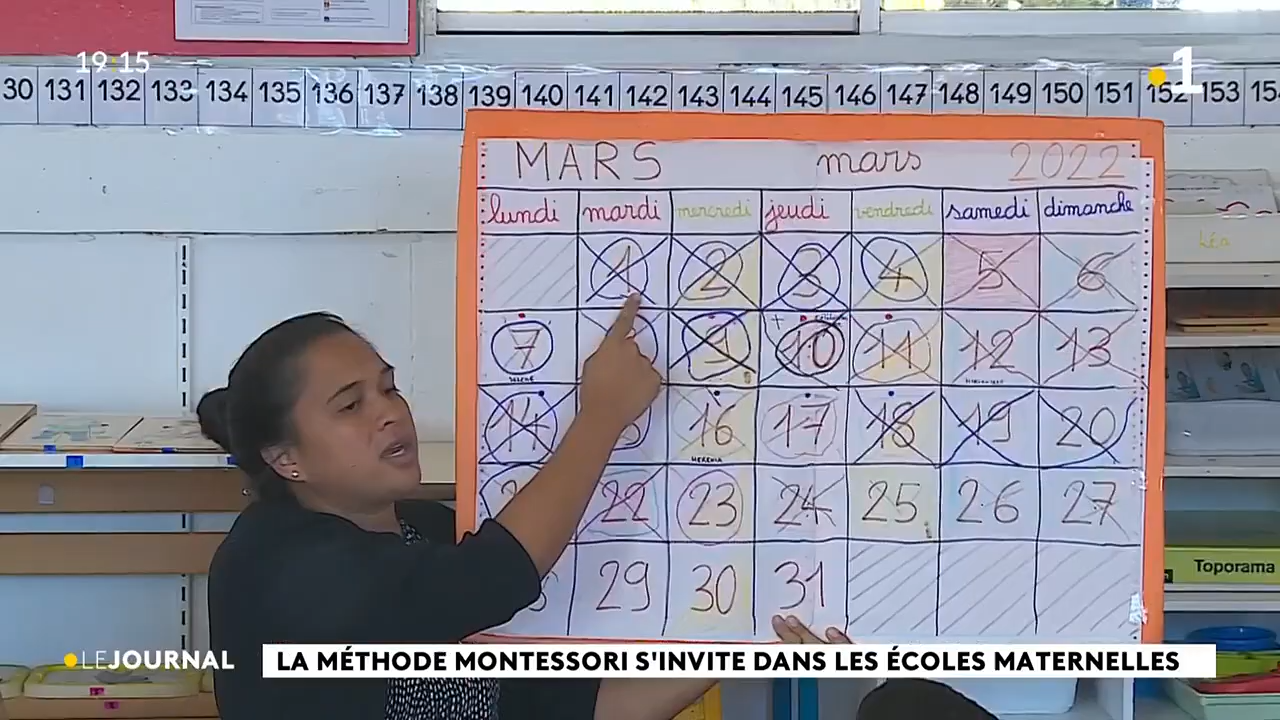 19:15
1
30 131 132 133 134 135 136 137 138 139 140 141 142 143 144 145 146 147 148 149 150 151 152 153
MARS mars 2022
lundi mardi mercredi jeudi vendredi samedi dimanche
1 2 3 4 5 6
7 9 10 11 12 13
14 16 17 18 19 20
22 23 24 25 26 27
29 30 31
Léa
Toporama
LE JOURNAL
LA MÉTHODE MONTESSORI S'INVITE DANS LES ÉCOLES MATERNELLES